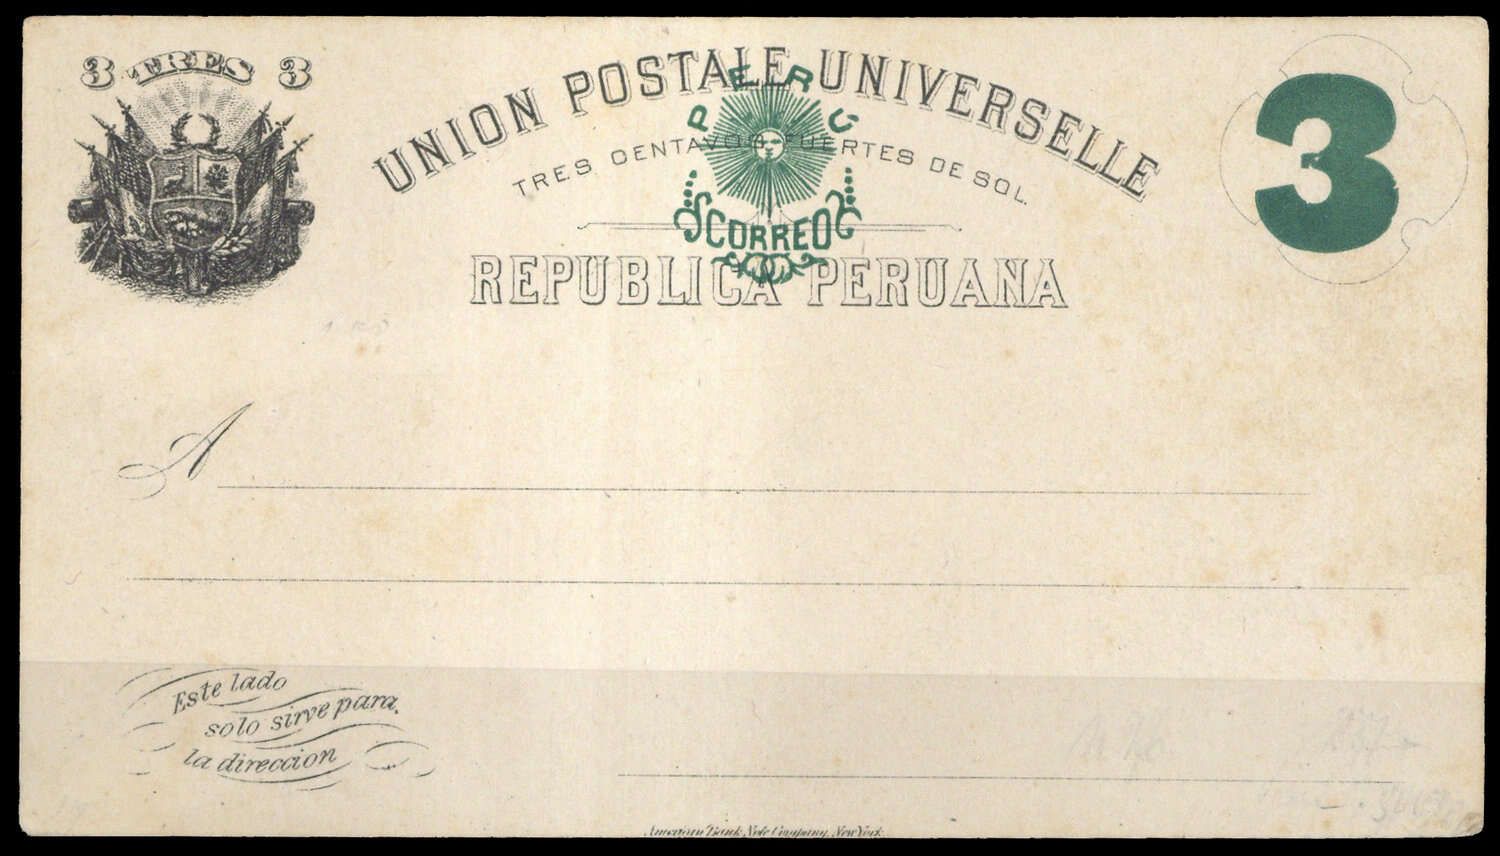 3 TRES 3
UNION POSTALE UNIVERSELLE
TRES CENTAVOS FUERTES DE SOL.
PERU
CORREOS
REPUBLICA PERUANA
3
A
Este lado
solo sirve para
la direccion
American Bank Note Company, New York.